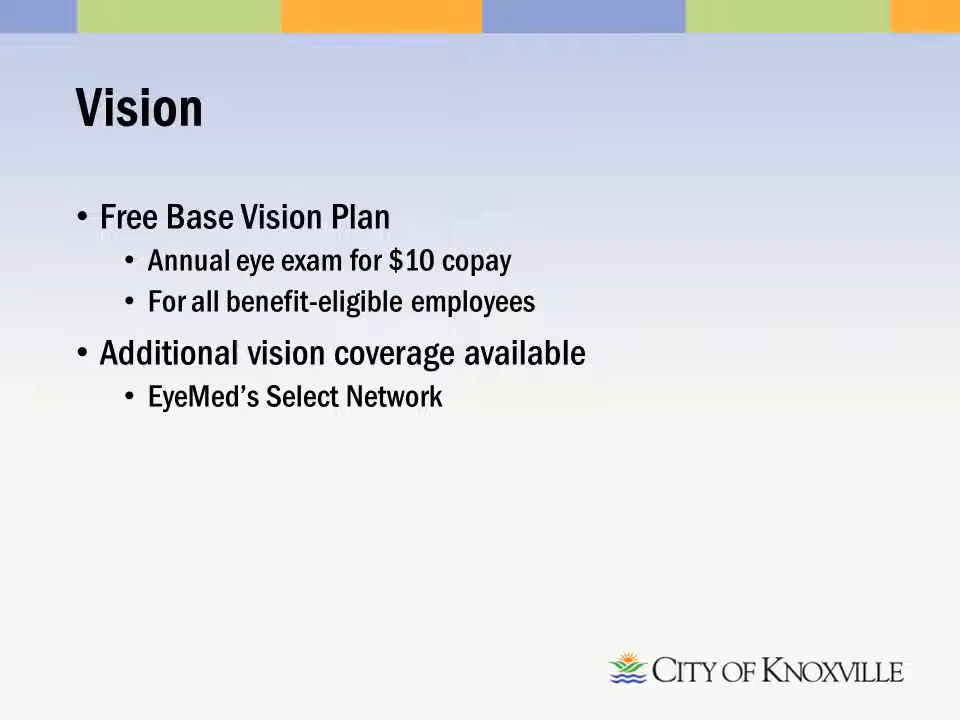 Vision
• Free Base Vision Plan
• Annual eye exam for $10 copay
• For all benefit-eligible employees
• Additional vision coverage available
• EyeMed’s Select Network
CITY OF KNOXVILLE